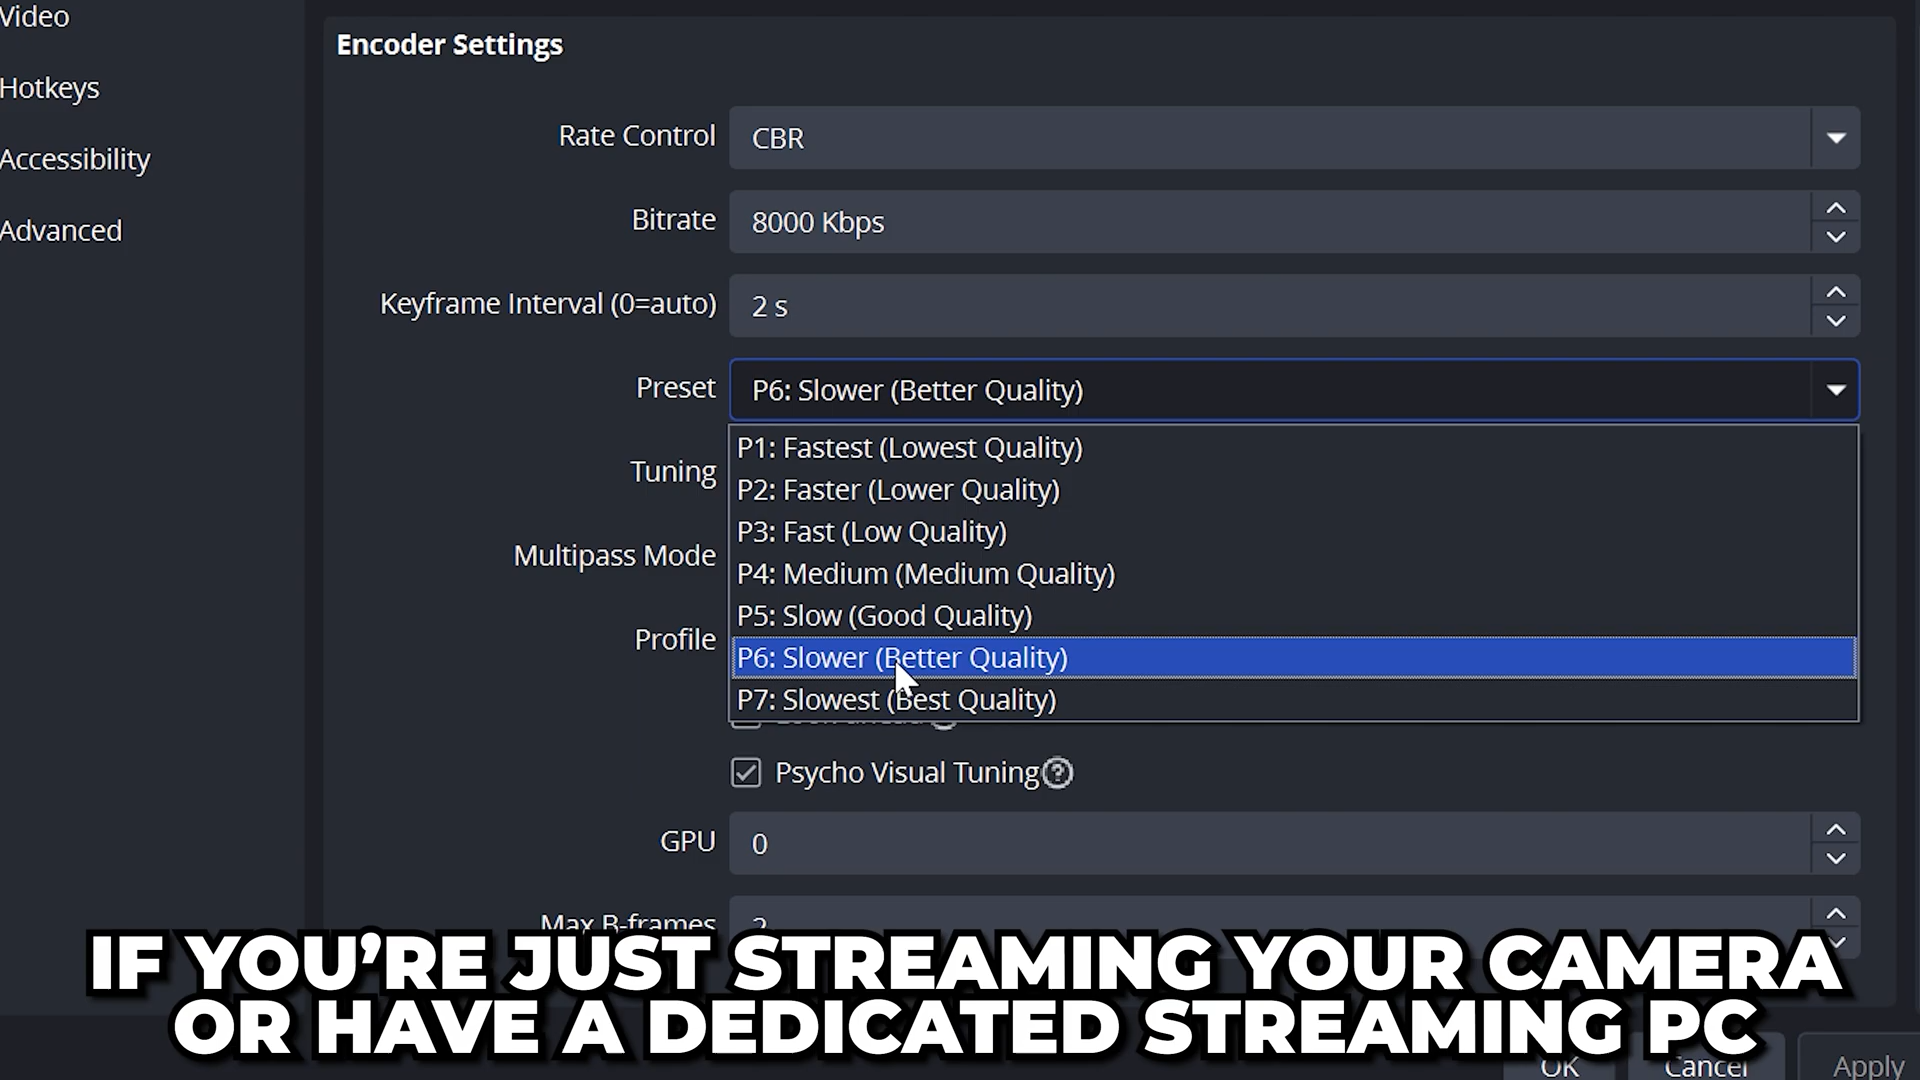 Video
Hotkeys
Accessibility
Advanced
Encoder Settings
Rate Control CBR
Bitrate 8000 Kbps
Keyframe Interval (0=auto) 2 s
Preset P6: Slower (Better Quality)
P1: Fastest (Lowest Quality)
P2: Faster (Lower Quality)
Tuning
P3: Fast (Low Quality)
Multipass Mode
P4: Medium (Medium Quality)
P5: Slow (Good Quality)
Profile
P6: Slower (Better Quality)
P7: Slowest (Best Quality)
Psycho Visual Tuning
GPU 0
Max B-frames 2
IF YOU'RE JUST STREAMING YOUR CAMERA
OR HAVE A DEDICATED STREAMING PC
OK Cancel Apply